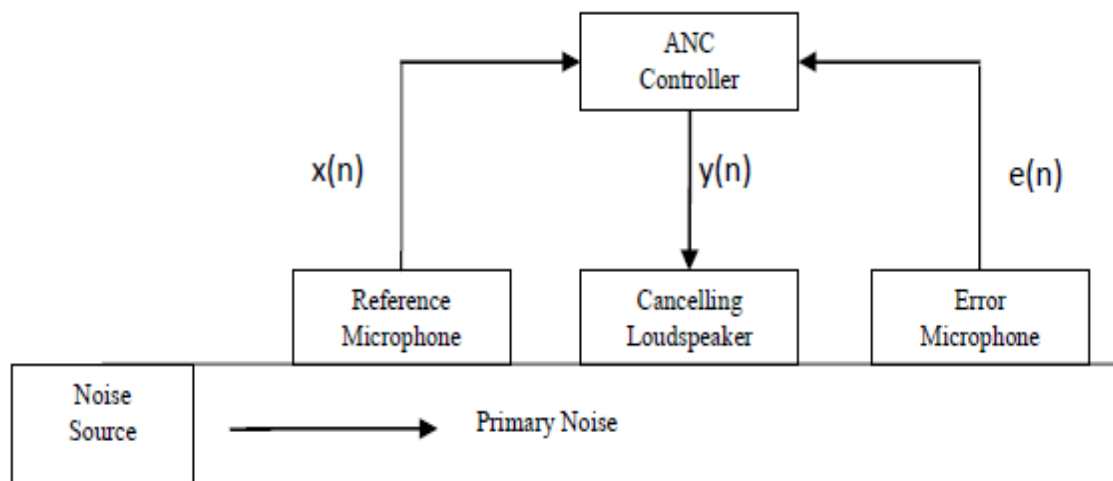 ANC
Controller
x(n)
y(n)
e(n)
Reference
Microphone
Cancelling
Loudspeaker
Error
Microphone
Noise
Source
Primary Noise